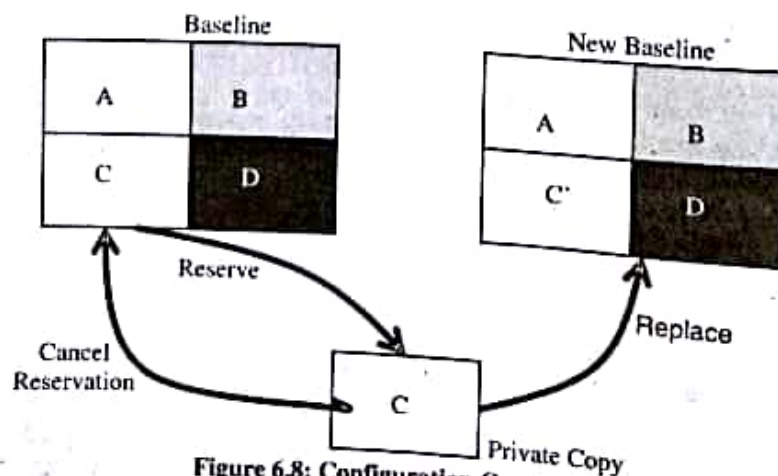 Baseline
A B
C D
New Baseline
A B
C' D
Reserve
Cancel
Reservation
Replace
C
Private Copy
Figure 6.8: Configuration